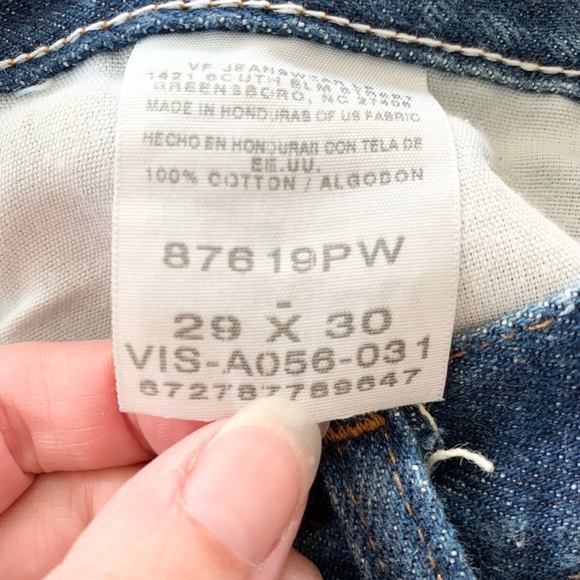 VF JEANSWEAR LP
1421 SOUTH ELM STREET
GREENSBORO, NC 27406
MADE IN HONDURAS OF US FABRIC
HECHO EN HONDURAS CON TELA DE
EE.UU.
100% COTTON / ALGODON
87619PW
-
29 X 30
VIS-A056-031